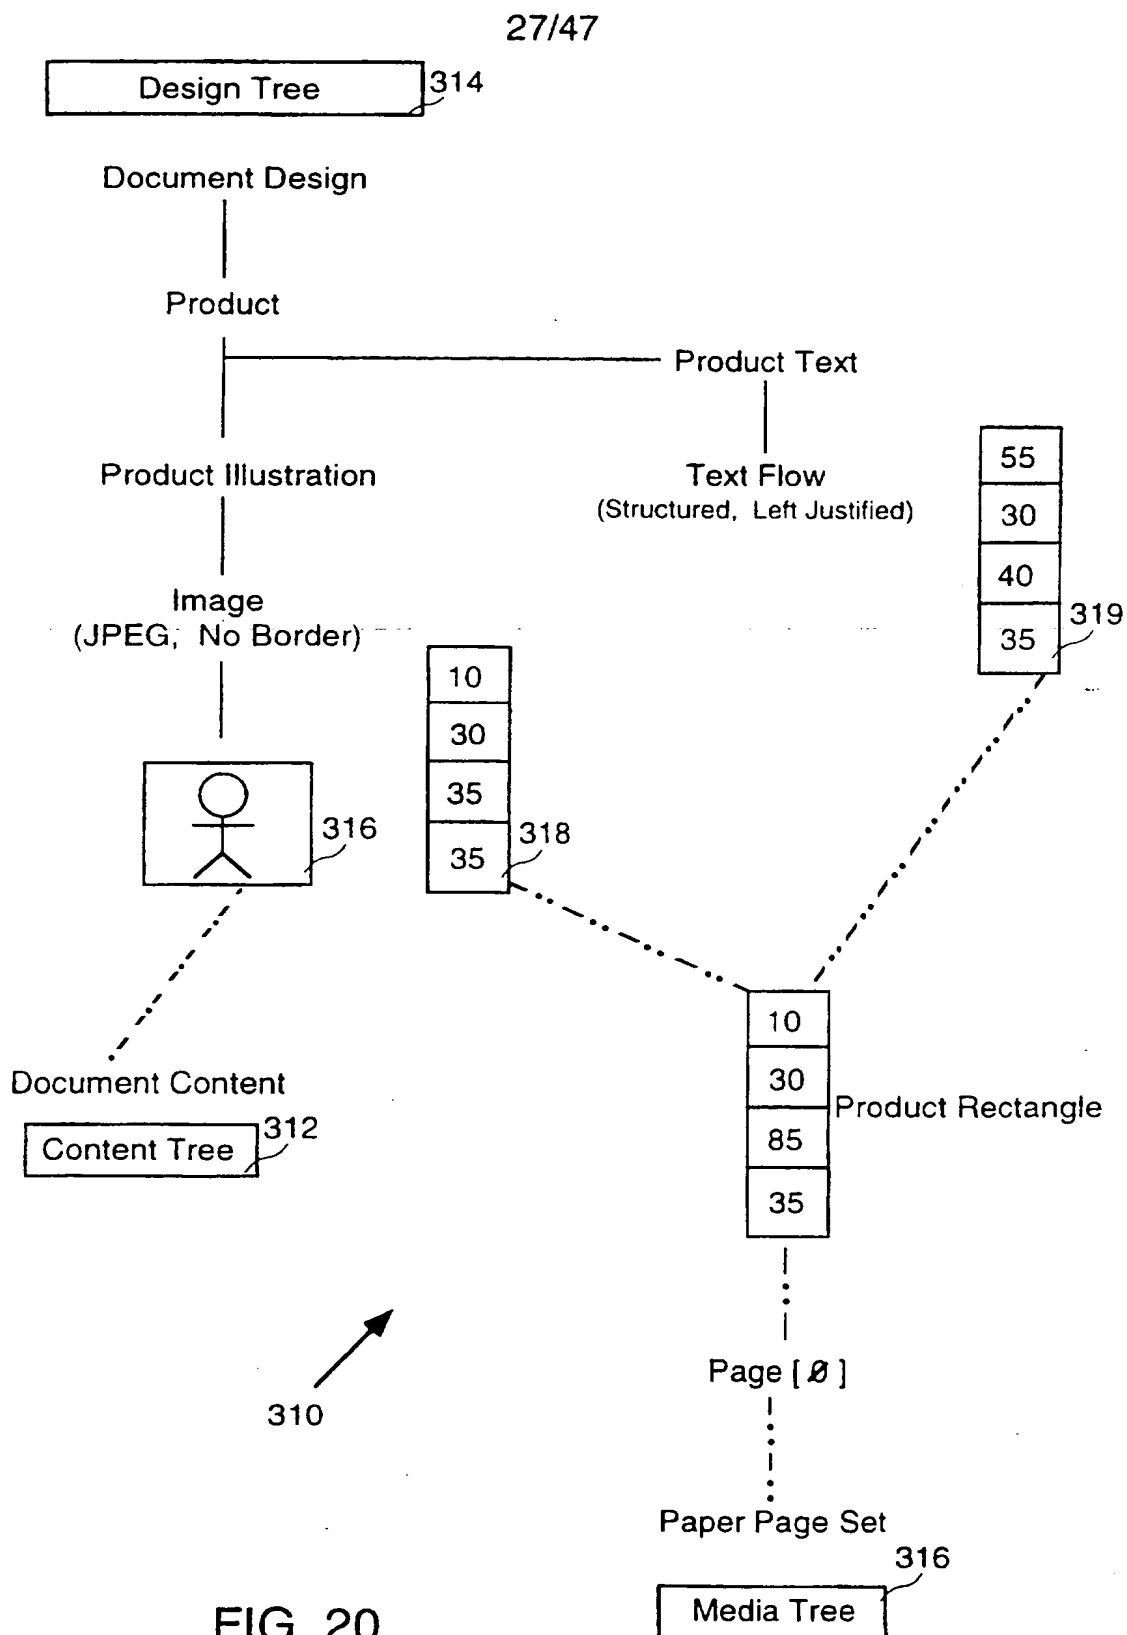 27/47
Design Tree
314
Document Design
Product
Product Text
Product Illustration
Text Flow
(Structured, Left Justified)
55
30
40
35
319
Image
(JPEG, No Border)
10
30
35
35
318
316
10
30
85
35
Product Rectangle
Document Content
312
Content Tree
310
Page [ 0̸ ]
Paper Page Set
316
Media Tree
FIG. 20